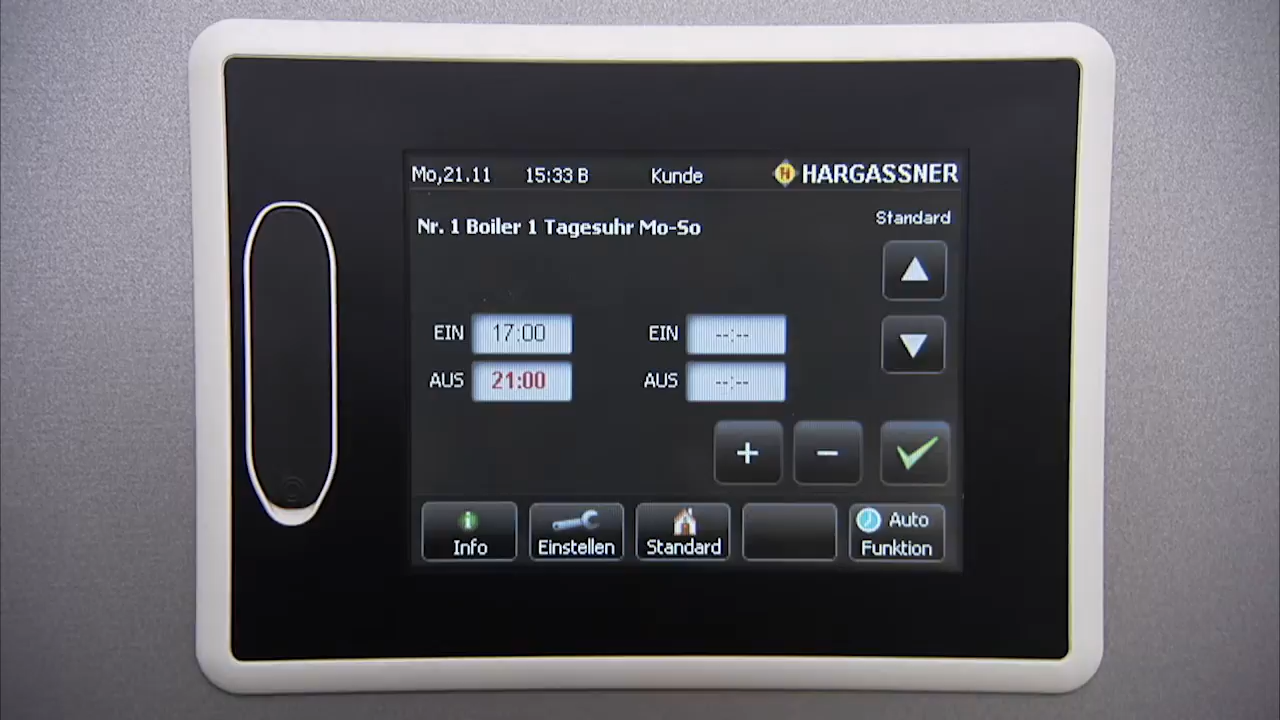 Mo,21.11 15:33 B Kunde HARGASSNER
Nr. 1 Boiler 1 Tagesuhr Mo-So
Standard
EIN 17:00 EIN --:--
AUS 21:00 AUS --:--
+ −
Info Einstellen Standard Auto Funktion